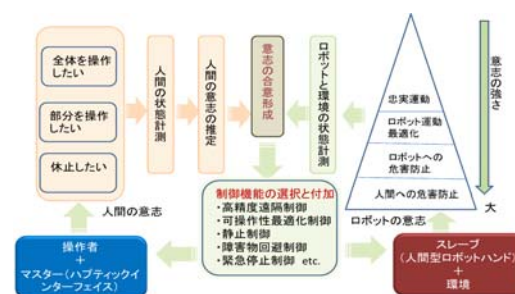 全体を操作
したい
部分を操作
したい
休止したい
人間の状態計測
人間の意志の推定
意志の合意形成
ロボットと環境の状態計測
忠実運動
ロボット運動
最適化
ロボットへの
危害防止
人間への危害防止
意志の強さ
大
人間の意志
ロボットの意志
制御機能の選択と付加
・高精度遠隔制御
・可操作性最適化制御
・静止制御
・障害物回避制御
・緊急停止制御 etc.
操作者
+
マスター(ハプティックイ
ンターフェイス)
スレーブ
(人間型ロボットハンド)
+
環境